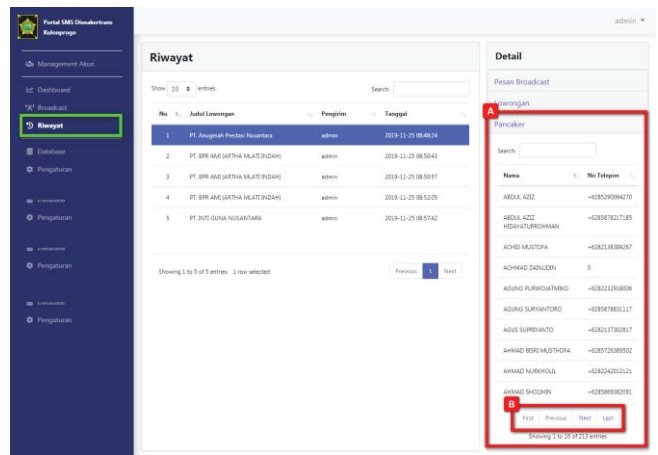 Portal SMS Disnakertrans
Kulonprogo
admin
Management Akun
Dashboard
Broadcast
Riwayat
Database
Pengaturan
Pengaturan
Pengaturan
Pengaturan
Riwayat
Show 10 entries
Search
No Judul Lowongan Pengirim Tanggal
1 PT. Anugerah Prestasi Nusantara admin 2019-11-25 08:48:24
2 PT. BPR AMI (ARTHA MLATI INDAH) admin 2019-11-25 08:50:43
3 PT. BPR AMI (ARTHA MLATI INDAH) admin 2019-11-25 08:50:57
4 PT. BPR AMI (ARTHA MLATI INDAH) admin 2019-11-25 08:52:05
5 PT. INTI GUNA NUSANTARA admin 2019-11-25 08:57:42
Showing 1 to 5 of 5 entries 1 row selected
Previous 1 Next
Detail
Pesan Broadcast
Lowongan
A
Pancaker
Search:
Nama No Telepon
ABDUL AZIZ +6285290094270
ABDUL AZIZ +6285878217185
HIDAYATURROHMAN
ACHID MUSTOFA +6282138389267
ACHMAD ZAINUDIN 0
AGUNG PURWOJATMIKO +6282232916006
AGUNG SURYANTORO +6285878831117
AGUS SUPRIYANTO +6282137302817
AHMAD BISRI MUSTHOFA +6285726389502
AHMAD NURKHOLIL +6282242012121
AHMAD SHOLIHIN +6285866082091
B
First Previous Next Last
Showing 1 to 10 of 213 entries